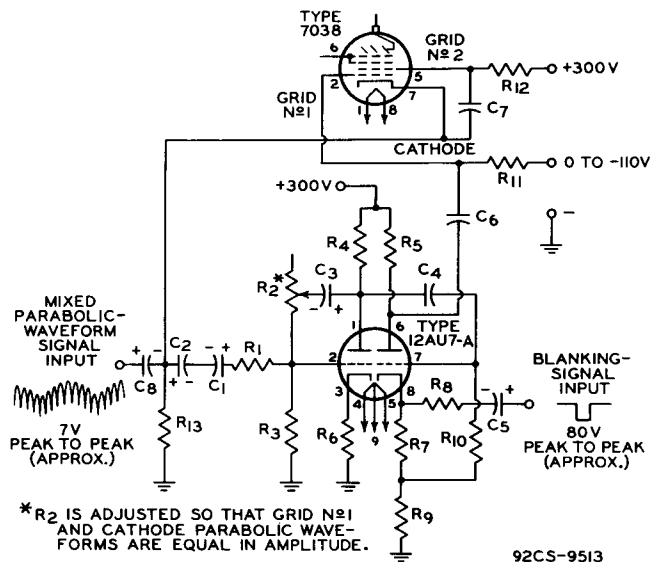 TYPE
7038
6
2
GRID
Nº2
5
7
R12
+300V
C7
GRID
Nº1
1
8
CATHODE
R11
0 TO -110V
C6
-
+300V
R4
R5
R2*
C3
- +
C4
MIXED
PARABOLIC-
WAVEFORM
SIGNAL
INPUT
1
6
TYPE
12AU7-A
+ -
C8
C2
+ -
- +
C1
R1
2
7
BLANKING-
SIGNAL
INPUT
3
4
9
5
8
R8
- +
C5
7V
PEAK TO PEAK
(APPROX.)
R13
R3
R6
R7
R10
80V
PEAK TO PEAK
(APPROX.)
R9
*R2 IS ADJUSTED SO THAT GRID Nº1
AND CATHODE PARABOLIC WAVE-
FORMS ARE EQUAL IN AMPLITUDE.
92CS-9513